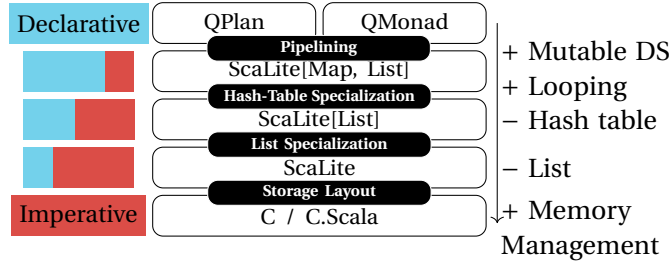 Declarative QPlan QMonad
Pipelining
+ Mutable DS
ScaLite[Map, List]
+ Looping
Hash-Table Specialization
ScaLite[List]
− Hash table
List Specialization
ScaLite
− List
Storage Layout
Imperative C / C.Scala
+ Memory
Management